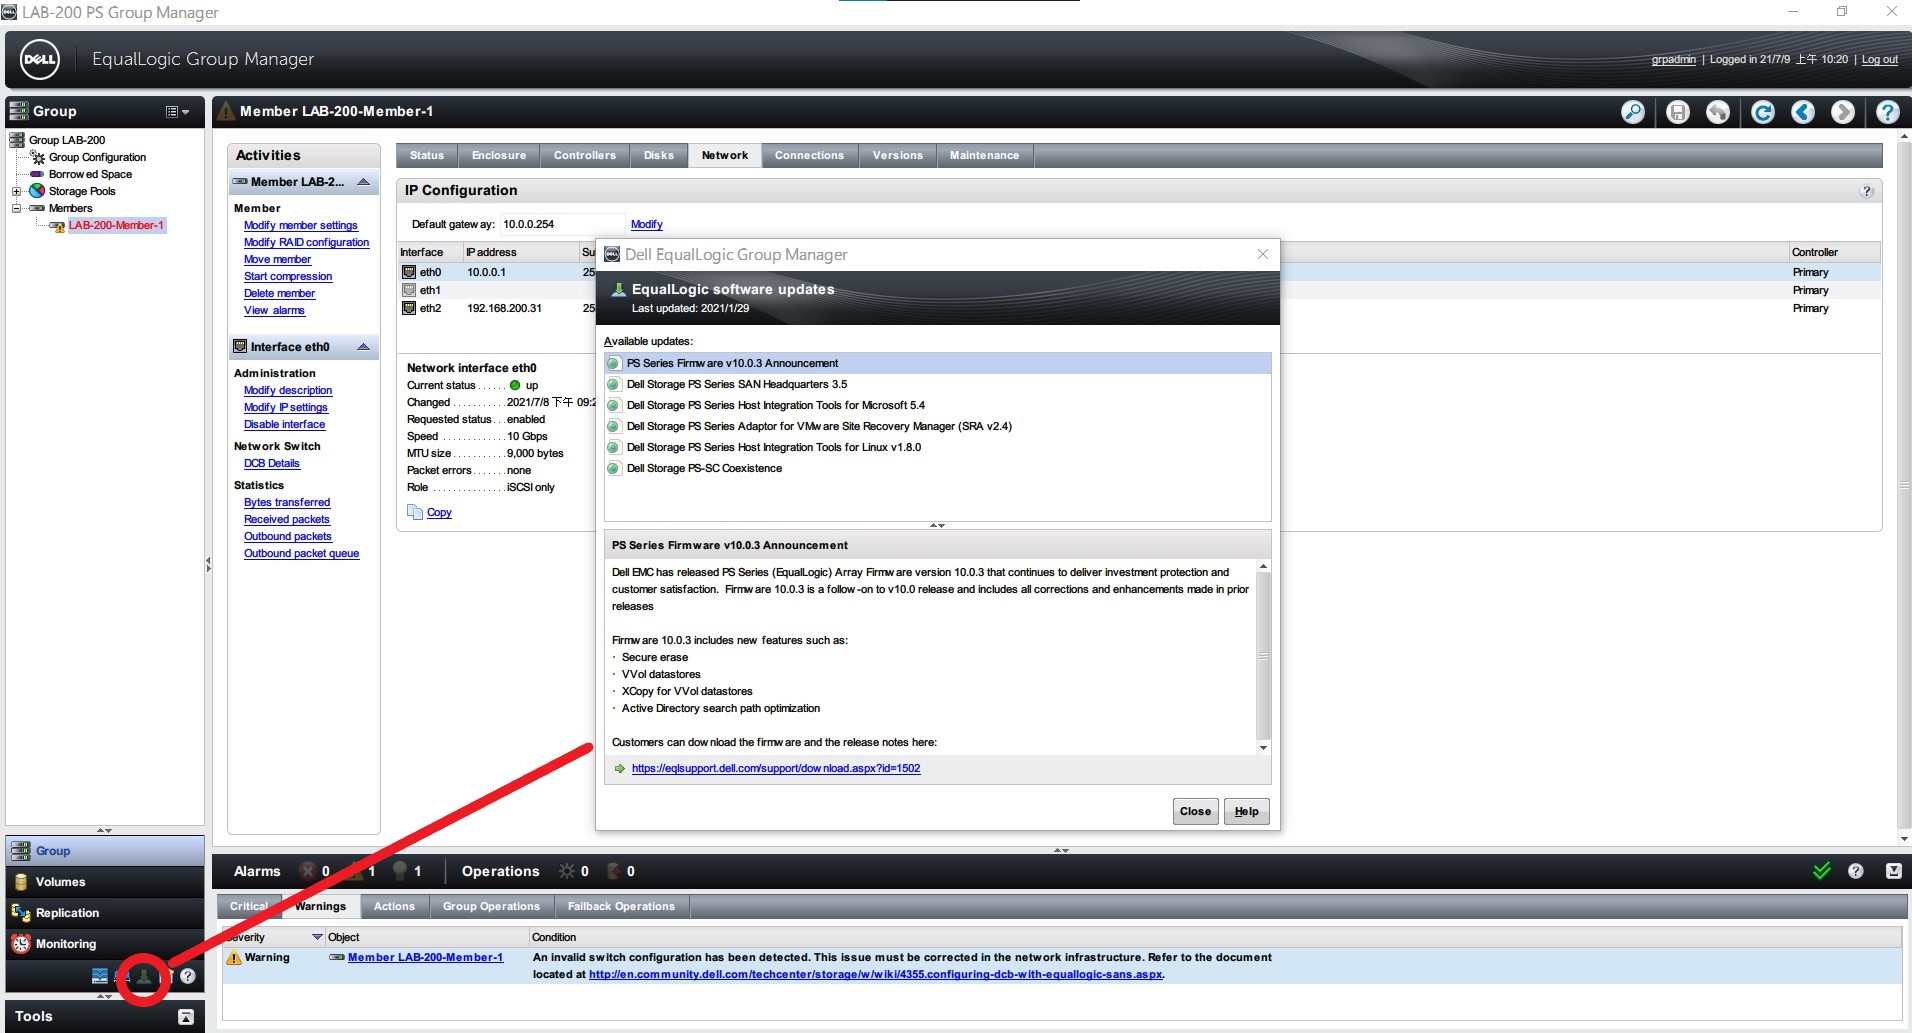 LAB-200 PS Group Manager
DELL
EqualLogic Group Manager
grpadmin | Logged in 21/7/9 上午 10:20 | Log out
Group
Member LAB-200-Member-1
Group LAB-200
Group Configuration
Borrowed Space
Storage Pools
Members
LAB-200-Member-1
Activities
Member LAB-2...
Member
Modify member settings
Modify RAID configuration
Move member
Start compression
Delete member
View alarms
Interface eth0
Administration
Modify description
Modify IP settings
Disable interface
Network Switch
DCB Details
Statistics
Bytes transferred
Received packets
Outbound packets
Outbound packet queue
Status Enclosure Controllers Disks Network Connections Versions Maintenance
IP Configuration
Default gateway: 10.0.0.254 Modify
Interface IP address Su Controller
eth0 10.0.0.1 25 Primary
eth1 Primary
eth2 192.168.200.31 25 Primary
Network interface eth0
Current status ...... up
Changed ........... 2021/7/8 下午 09:2
Requested status ... enabled
Speed ............. 10 Gbps
MTU size ........... 9,000 bytes
Packet errors ....... none
Role ............... iSCSI only
Copy
Dell EqualLogic Group Manager
EqualLogic software updates
Last updated: 2021/1/29
Available updates:
PS Series Firmware v10.0.3 Announcement
Dell Storage PS Series SAN Headquarters 3.5
Dell Storage PS Series Host Integration Tools for Microsoft 5.4
Dell Storage PS Series Adaptor for VMware Site Recovery Manager (SRA v2.4)
Dell Storage PS Series Host Integration Tools for Linux v1.8.0
Dell Storage PS-SC Coexistence
PS Series Firmware v10.0.3 Announcement
Dell EMC has released PS Series (EqualLogic) Array Firmware version 10.0.3 that continues to deliver investment protection and
customer satisfaction. Firmware 10.0.3 is a follow-on to v10.0 release and includes all corrections and enhancements made in prior
releases
Firmware 10.0.3 includes new features such as:
· Secure erase
· VVol datastores
· XCopy for VVol datastores
· Active Directory search path optimization
Customers can download the firmware and the release notes here:
https://eqlsupport.dell.com/support/download.aspx?id=1502
Close Help
Group
Volumes
Replication
Monitoring
Tools
Alarms 0 1 1 Operations 0 0
Critical Warnings Actions Group Operations Failback Operations
Severity Object Condition
Warning Member LAB-200-Member-1 An invalid switch configuration has been detected. This issue must be corrected in the network infrastructure. Refer to the document
located at http://en.community.dell.com/techcenter/storage/w/wiki/4355.configuring-dcb-with-equallogic-sans.aspx.